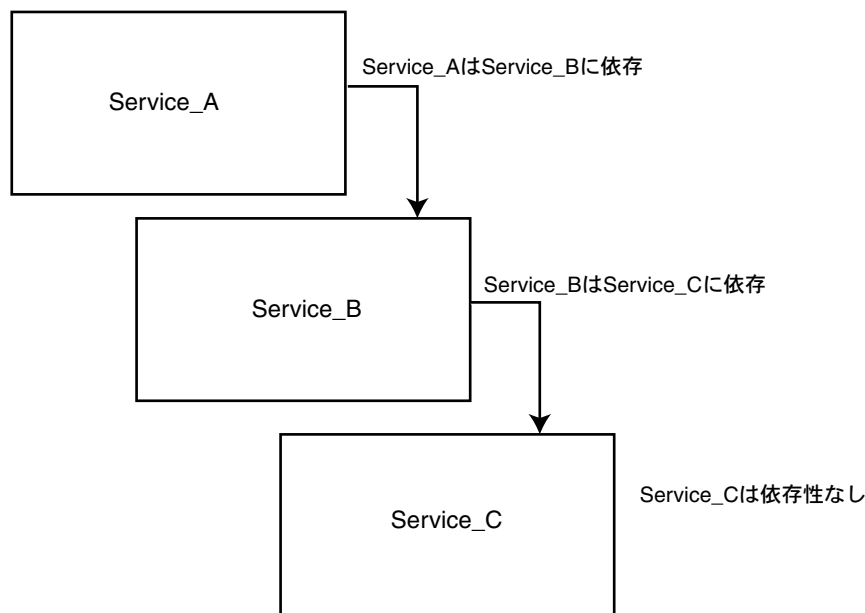 Service_A
Service_AはService_Bに依存
Service_B
Service_BはService_Cに依存
Service_C
Service_Cは依存性なし